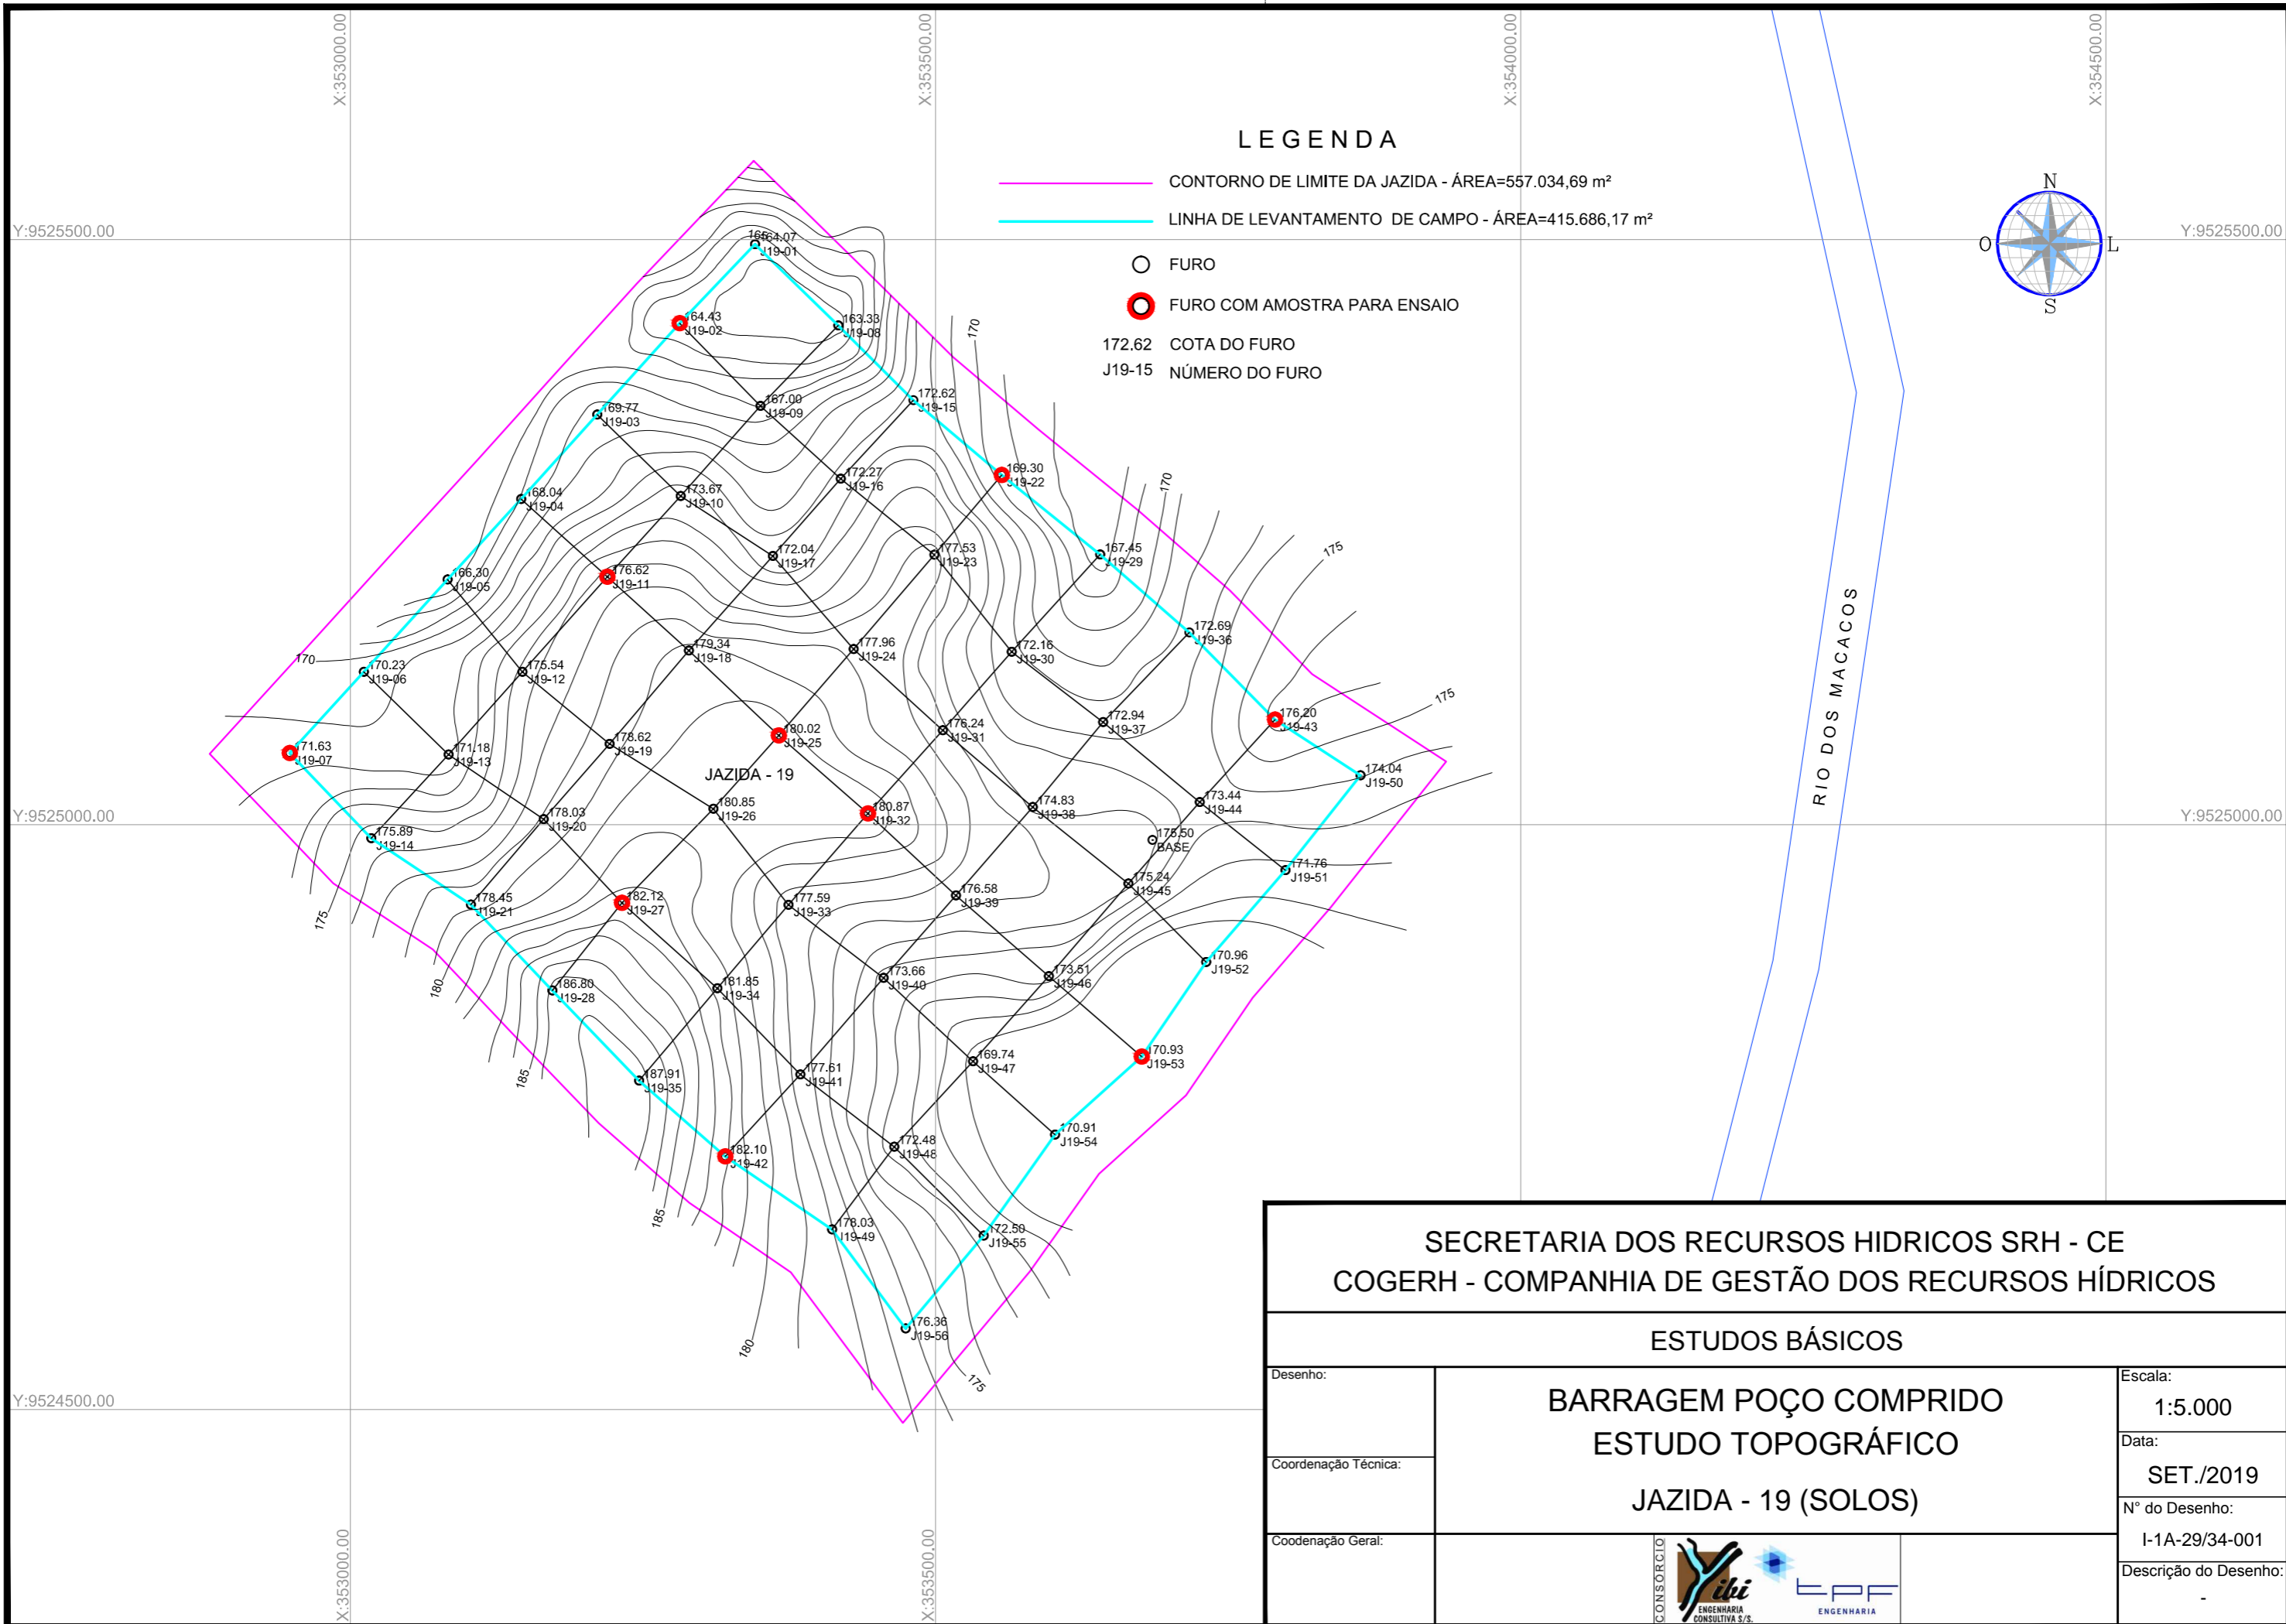 X:353000.00
X:353500.00
X:354000.00
X:354500.00
LEGENDA
CONTORNO DE LIMITE DA JAZIDA - ÁREA=557.034,69 m²
LINHA DE LEVANTAMENTO DE CAMPO - ÁREA=415.686,17 m²
FURO
FURO COM AMOSTRA PARA ENSAIO
172.62 COTA DO FURO
J19-15 NÚMERO DO FURO
N
O
L
S
Y:9525500.00
Y:9525500.00
165
164.07
J19-01
164.43
J19-02
163.33
J19-08
170
169.77
J19-03
167.00
J19-09
172.62
J19-15
168.04
J19-04
173.67
J19-10
172.27
J19-16
169.30
J19-22
170
166.30
J19-05
176.62
J19-11
172.04
J19-17
177.53
J19-23
167.45
J19-29
175
170
170.23
J19-06
175.54
J19-12
179.34
J19-18
177.96
J19-24
172.16
J19-30
172.69
J19-36
175
171.63
J19-07
171.18
J19-13
178.62
J19-19
180.02
J19-25
176.24
J19-31
172.94
J19-37
176.20
J19-43
JAZIDA - 19
174.04
J19-50
RIO DOS MACACOS
Y:9525000.00
Y:9525000.00
175.89
J19-14
178.03
J19-20
180.85
J19-26
180.87
J19-32
174.83
J19-38
173.44
J19-44
175.50
BASE
175
178.45
J19-21
182.12
J19-27
177.59
J19-33
176.58
J19-39
175.24
J19-45
171.76
J19-51
180
186.80
J19-28
181.85
J19-34
173.66
J19-40
173.51
J19-46
170.96
J19-52
185
187.91
J19-35
177.61
J19-41
169.74
J19-47
170.93
J19-53
182.10
J19-42
172.48
J19-48
170.91
J19-54
185
178.03
J19-49
172.50
J19-55
180
176.36
J19-56
175
Y:9524500.00
X:353000.00
X:353500.00
SECRETARIA DOS RECURSOS HIDRICOS SRH - CE
COGERH - COMPANHIA DE GESTÃO DOS RECURSOS HÍDRICOS
ESTUDOS BÁSICOS
Desenho:
BARRAGEM POÇO COMPRIDO
ESTUDO TOPOGRÁFICO
JAZIDA - 19 (SOLOS)
Escala:
1:5.000
Data:
SET./2019
Coordenação Técnica:
N° do Desenho:
I-1A-29/34-001
Coodenação Geral:
Descrição do Desenho:
-
CONSÓRCIO
Yibi
ENGENHARIA
CONSULTIVA S/S.
tpf
ENGENHARIA